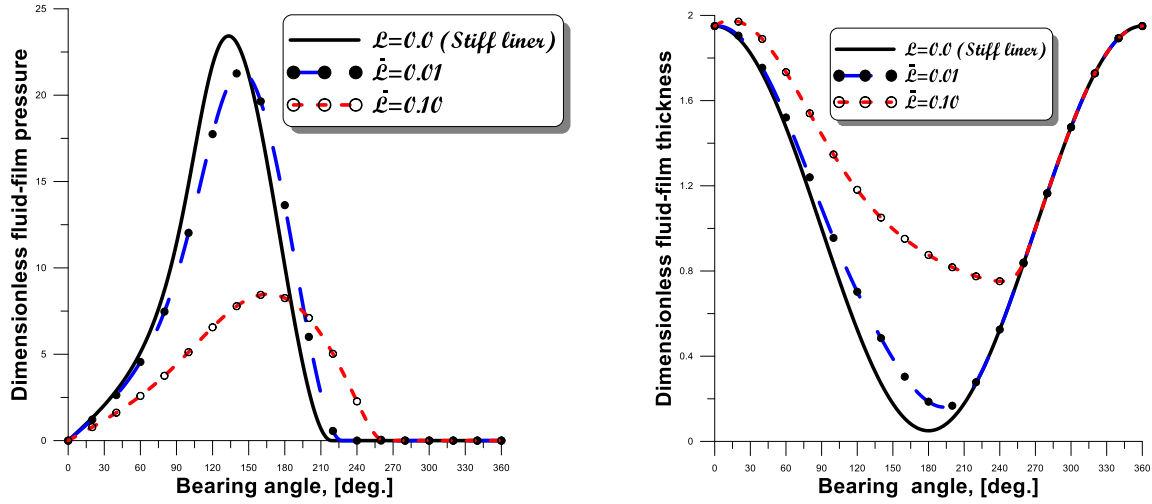 Dimensionless fluid-film pressure
25
20
15
10
5
0
ℒ=0.0 (Stiff liner)
ℒ̄=0.01
ℒ̄=0.10
0 30 60 90 120 150 180 210 240 270 300 330 360
Bearing angle, [deg.]
Dimensionless fluid-film thickness
2
1.6
1.2
0.8
0.4
0
ℒ=0.0 (Stiff liner)
ℒ̄=0.01
ℒ̄=0.10
0 30 60 90 120 150 180 210 240 270 300 330 360
Bearing angle, [deg.]